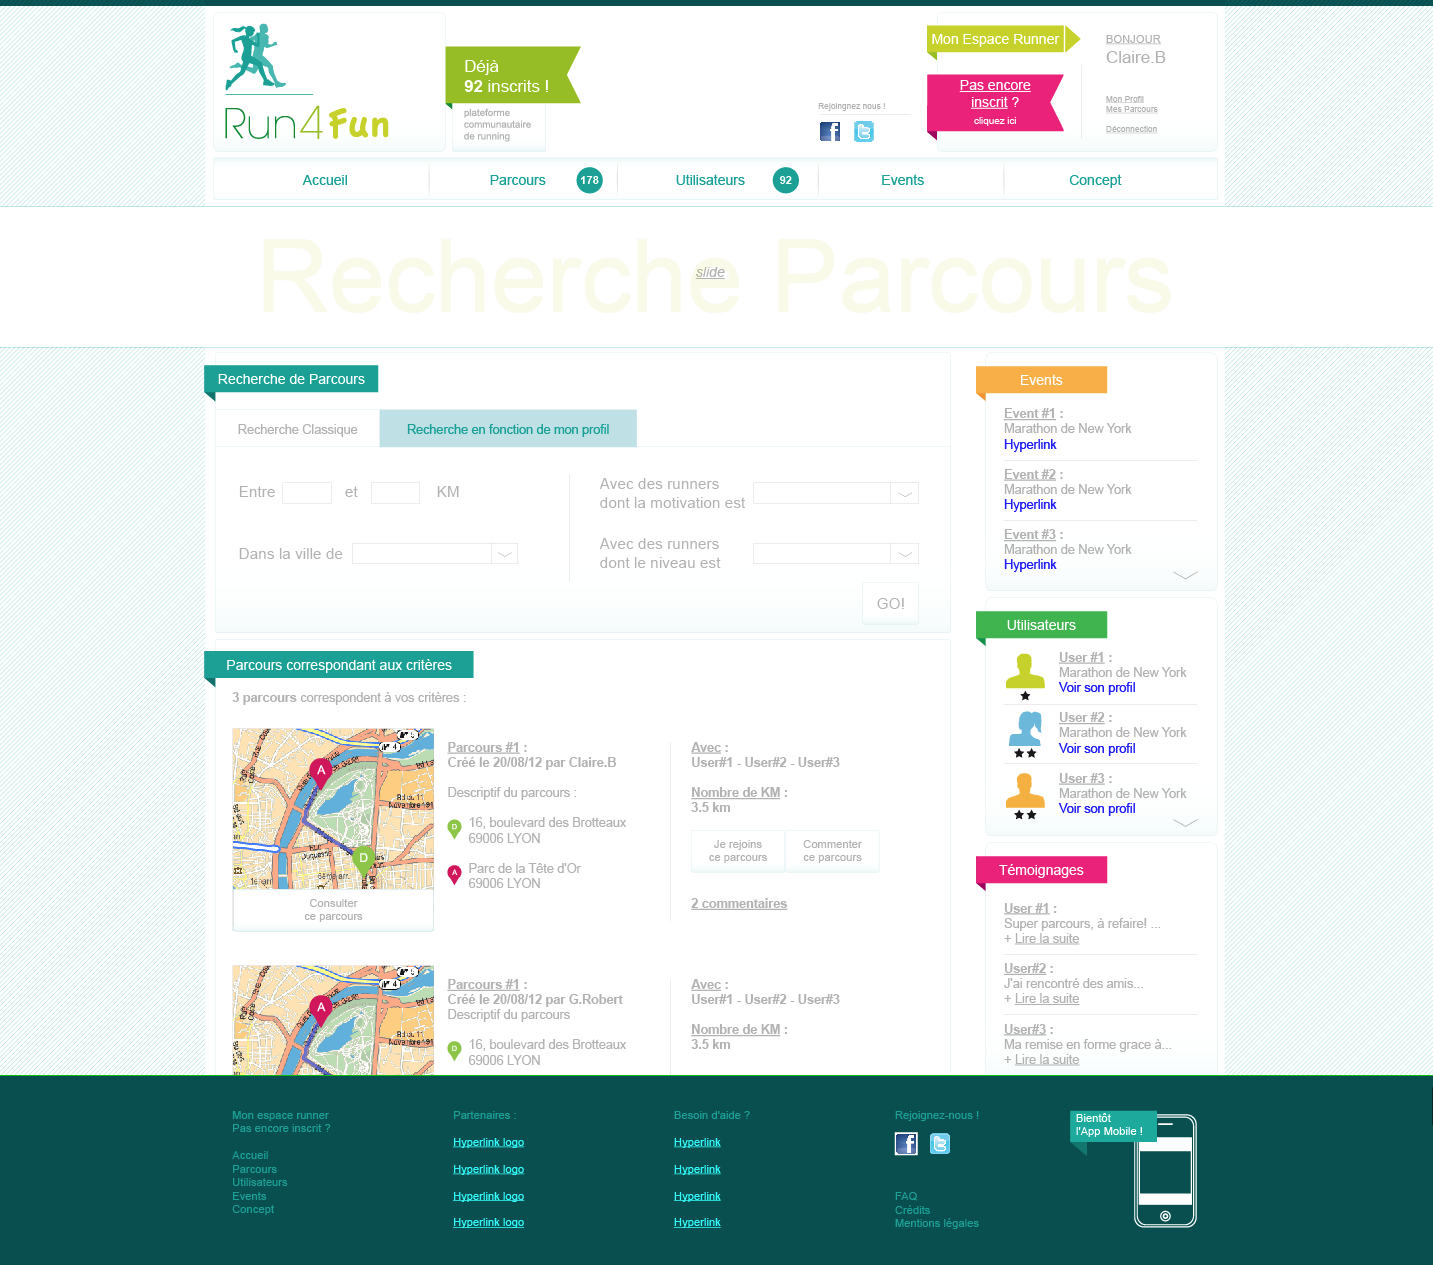 Run4Fun
Déjà
92 inscrits !
plateforme
communautaire
de running
Rejoingnez nous !
Mon Espace Runner
Pas encore
inscrit ?
cliquez ici
BONJOUR
Claire.B
Mon Profil
Mes Parcours
Déconnection
Accueil
Parcours 178
Utilisateurs 92
Events
Concept
Recherche Parcours
slide
Recherche de Parcours
Recherche Classique
Recherche en fonction de mon profil
Entre et KM
Dans la ville de
Avec des runners
dont la motivation est
Avec des runners
dont le niveau est
GO!
Parcours correspondant aux critères
3 parcours correspondent à vos critères :
A
D
Consulter
ce parcours
Parcours #1 :
Créé le 20/08/12 par Claire.B
Descriptif du parcours :
D 16, boulevard des Brotteaux
69006 LYON
A Parc de la Tête d'Or
69006 LYON
Avec :
User#1 - User#2 - User#3
Nombre de KM :
3.5 km
Je rejoins
ce parcours
Commenter
ce parcours
2 commentaires
A
Parcours #1 :
Créé le 20/08/12 par G.Robert
Descriptif du parcours
D 16, boulevard des Brotteaux
69006 LYON
Avec :
User#1 - User#2 - User#3
Nombre de KM :
3.5 km
Events
Event #1 :
Marathon de New York
Hyperlink
Event #2 :
Marathon de New York
Hyperlink
Event #3 :
Marathon de New York
Hyperlink
Utilisateurs
User #1 :
Marathon de New York
Voir son profil
User #2 :
Marathon de New York
Voir son profil
User #3 :
Marathon de New York
Voir son profil
Témoignages
User #1 :
Super parcours, à refaire! ...
+ Lire la suite
User#2 :
J'ai rencontré des amis...
+ Lire la suite
User#3 :
Ma remise en forme grace à...
+ Lire la suite
Mon espace runner
Pas encore inscrit ?
Accueil
Parcours
Utilisateurs
Events
Concept
Partenaires :
Hyperlink logo
Hyperlink logo
Hyperlink logo
Hyperlink logo
Besoin d'aide ?
Hyperlink
Hyperlink
Hyperlink
Hyperlink
Rejoignez-nous !
FAQ
Crédits
Mentions légales
Bientôt
l'App Mobile !